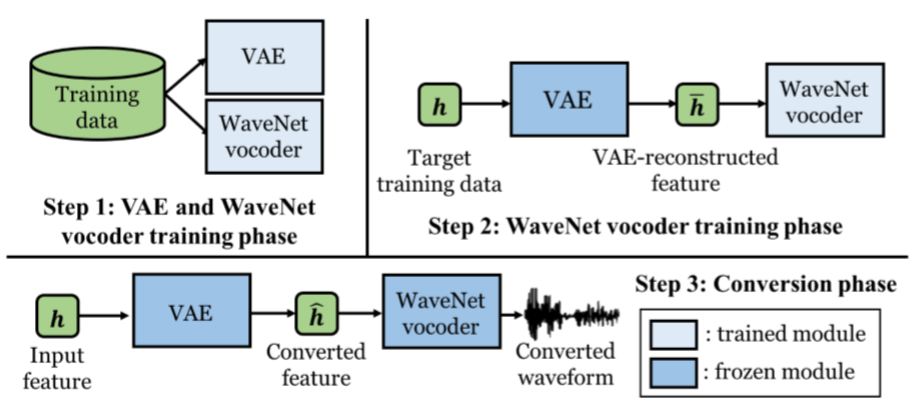 Training
data
VAE
WaveNet
vocoder
Step 1: VAE and WaveNet
vocoder training phase
h
VAE
h̄
WaveNet
vocoder
Target
training data
VAE-reconstructed
feature
Step 2: WaveNet vocoder training phase
h
VAE
ĥ
WaveNet
vocoder
Input
feature
Converted
feature
Converted
waveform
Step 3: Conversion phase
: trained module
: frozen module